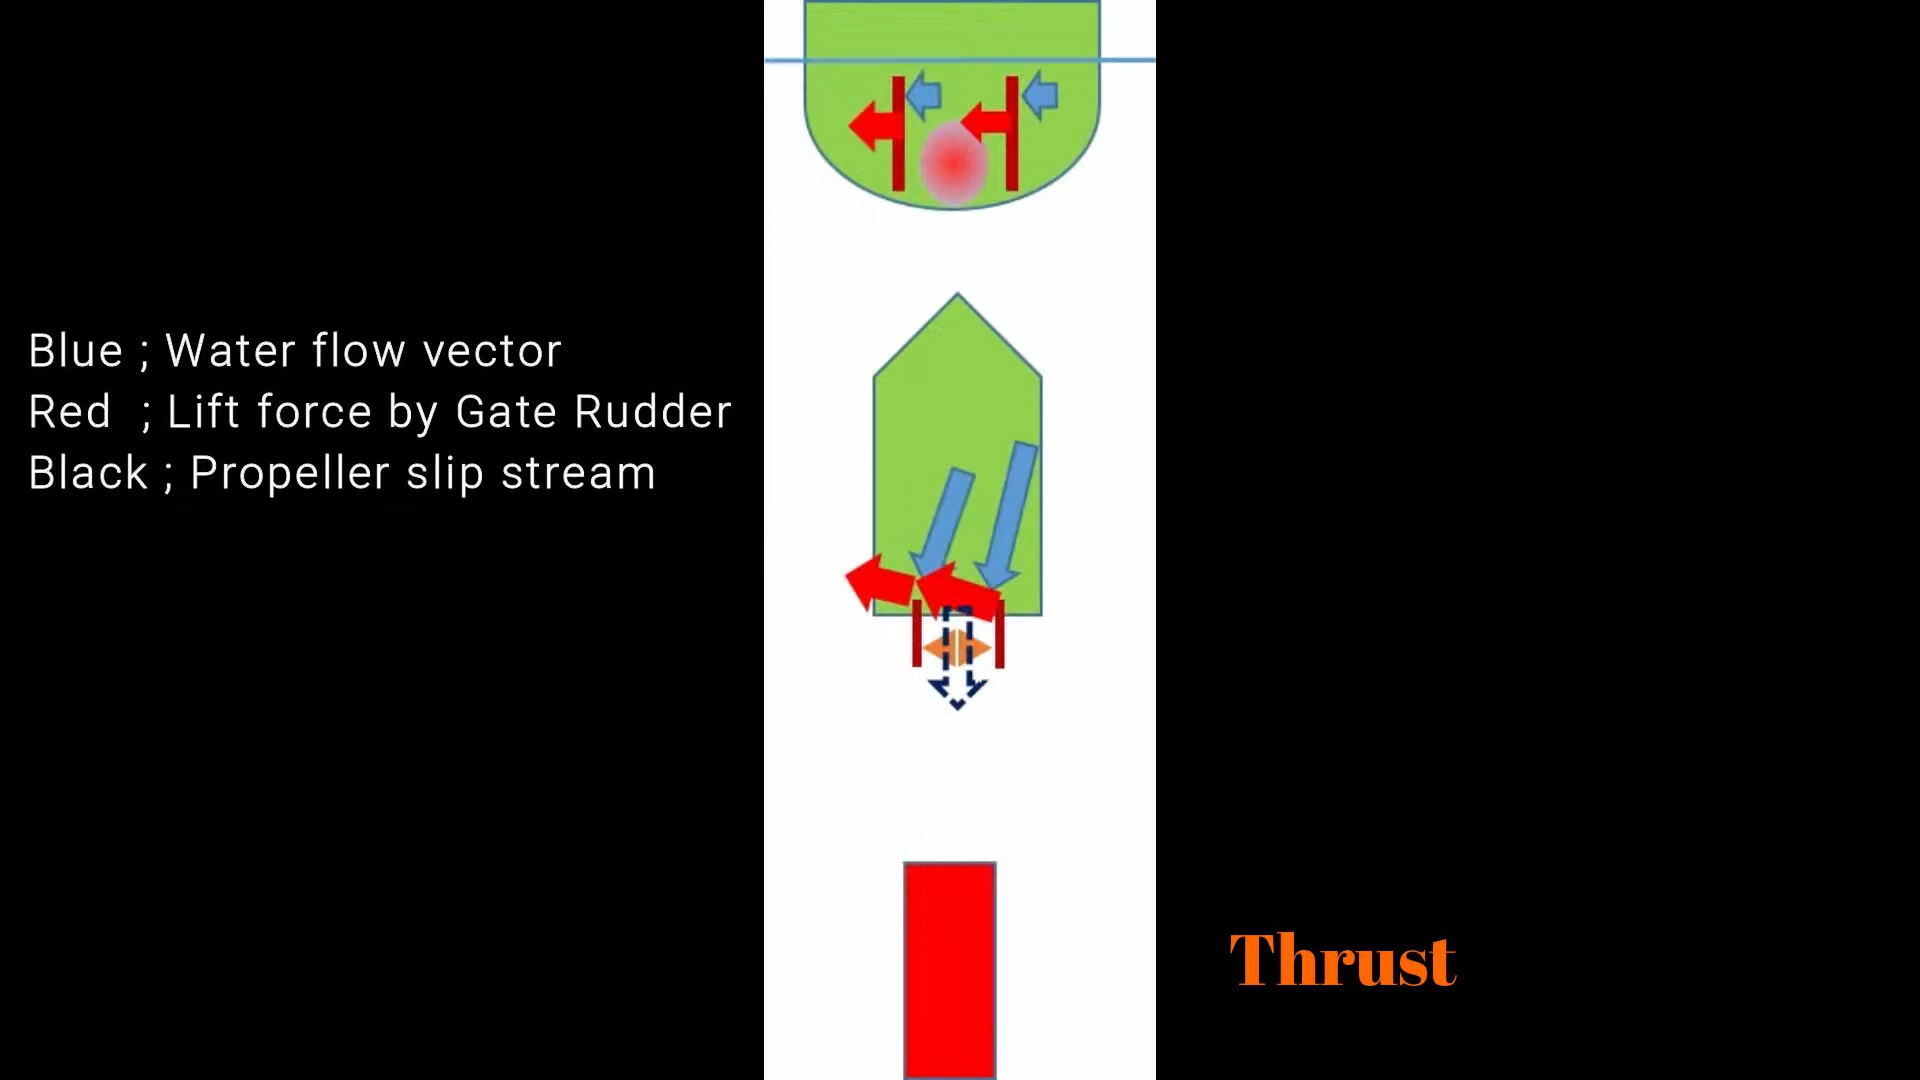 Blue ; Water flow vector
Red ; Lift force by Gate Rudder
Black ; Propeller slip stream
Thrust